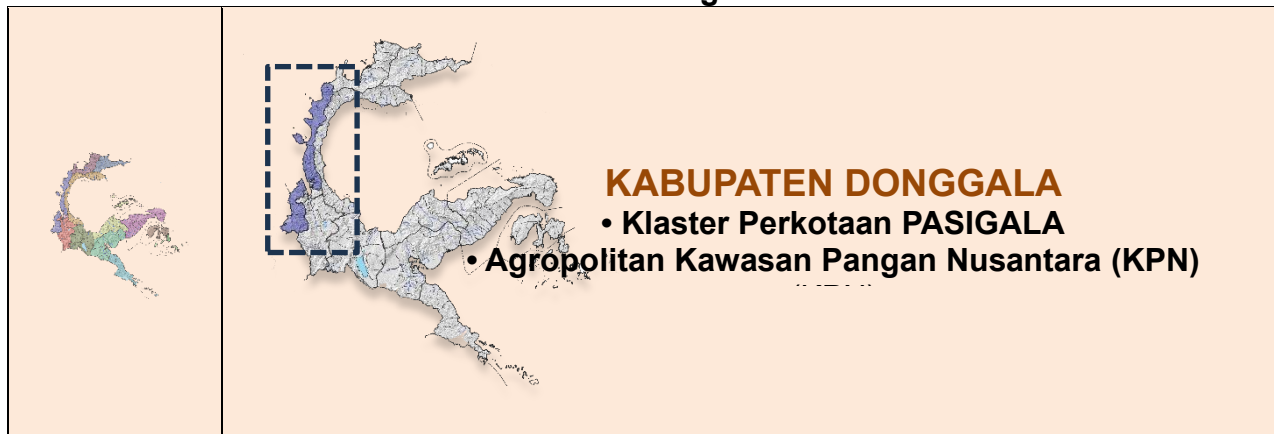 KABUPATEN DONGGALA
• Klaster Perkotaan PASIGALA
• Agropolitan Kawasan Pangan Nusantara (KPN)